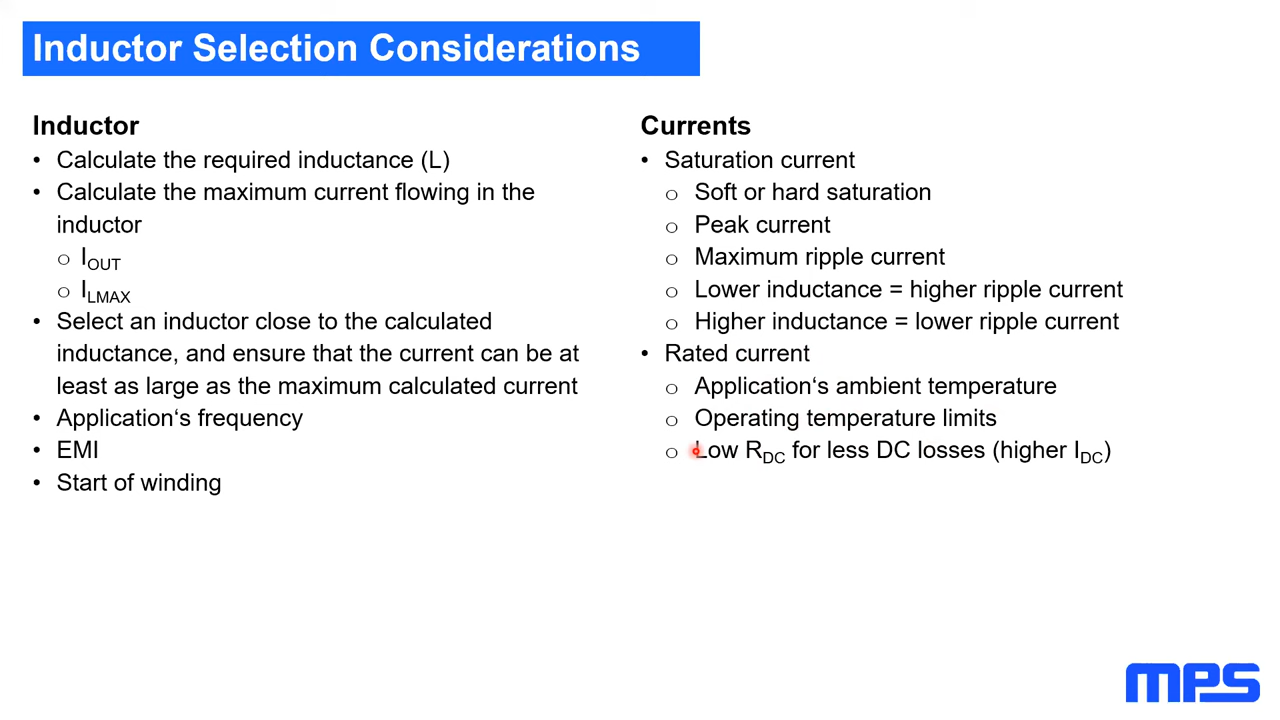 Inductor Selection Considerations
Inductor
• Calculate the required inductance (L)
• Calculate the maximum current flowing in the
inductor
o IOUT
o ILMAX
• Select an inductor close to the calculated
inductance, and ensure that the current can be at
least as large as the maximum calculated current
• Application‘s frequency
• EMI
• Start of winding
Currents
• Saturation current
o Soft or hard saturation
o Peak current
o Maximum ripple current
o Lower inductance = higher ripple current
o Higher inductance = lower ripple current
• Rated current
o Application‘s ambient temperature
o Operating temperature limits
o Low RDC for less DC losses (higher IDC)
mPS